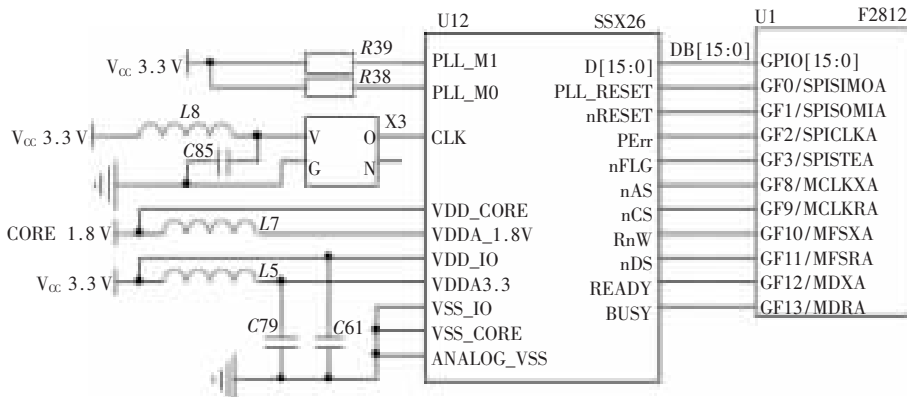 U12 SSX26
U1 F2812
V_CC 3.3 V
R39
R38
PLL_M1
PLL_M0
L8
V_CC 3.3 V
C85
V O
G N
X3
CLK
CORE 1.8 V
L7
V_CC 3.3 V
L5
C79
C61
VDD_CORE
VDDA_1.8V
VDD_IO
VDDA3.3
VSS_IO
VSS_CORE
ANALOG_VSS
D[15:0]
PLL_RESET
nRESET
PErr
nFLG
nAS
nCS
RnW
nDS
READY
BUSY
DB[15:0]
GPIO[15:0]
GF0/SPISIMOA
GF1/SPISOMIA
GF2/SPICLKA
GF3/SPISTEA
GF8/MCLKXA
GF9/MCLKRA
GF10/MFSXA
GF11/MFSRA
GF12/MDXA
GF13/MDRA